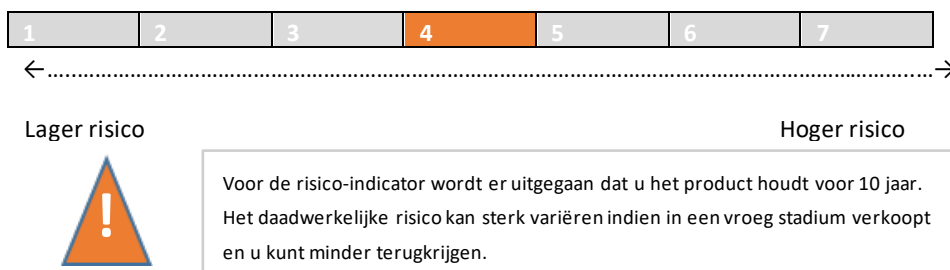 1 2 3 4 5 6 7
←...→
Lager risico Hoger risico
!
Voor de risico-indicator wordt er uitgegaan dat u het product houdt voor 10 jaar.
Het daadwerkelijke risico kan sterk variëren indien in een vroeg stadium verkoopt
en u kunt minder terugkrijgen.